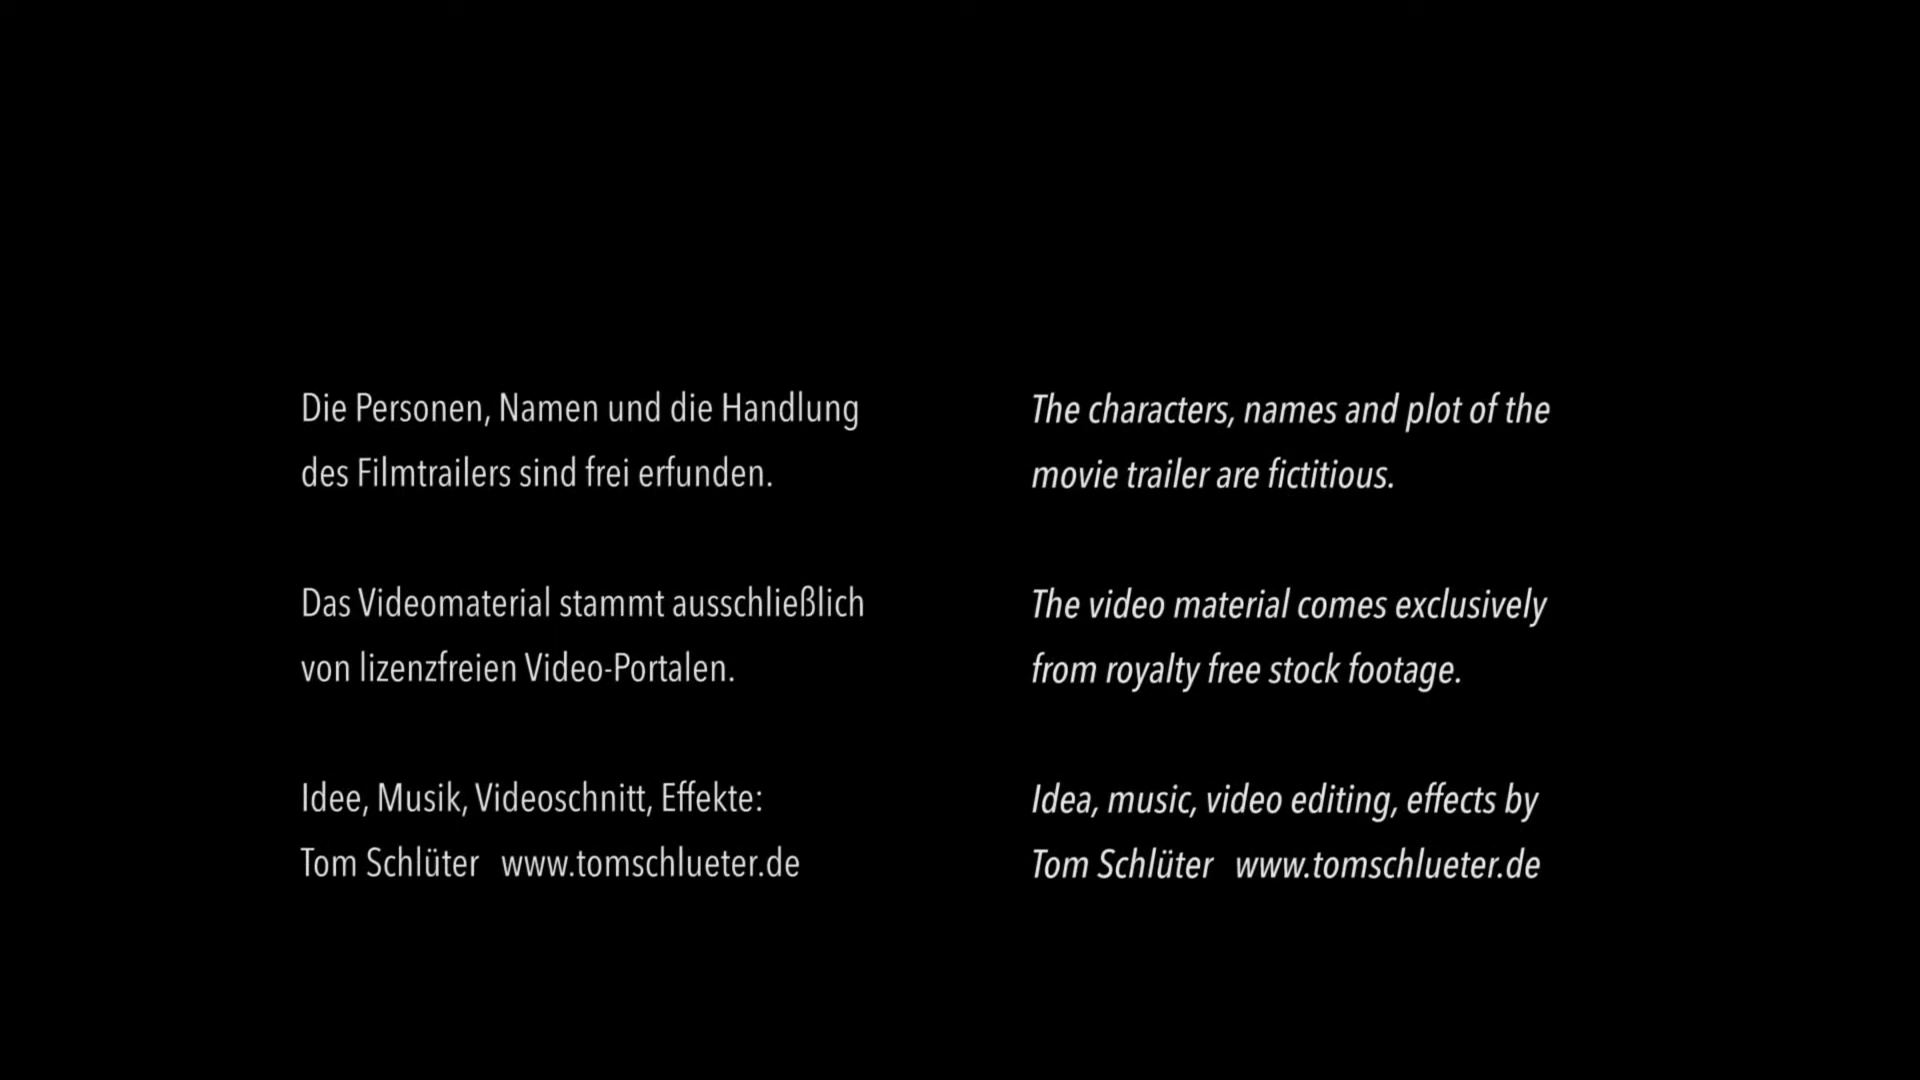 Die Personen, Namen und die Handlung
des Filmtrailers sind frei erfunden.
Das Videomaterial stammt ausschließlich
von lizenzfreien Video-Portalen.
Idee, Musik, Videoschnitt, Effekte:
Tom Schlüter www.tomschlueter.de
The characters, names and plot of the
movie trailer are fictitious.
The video material comes exclusively
from royalty free stock footage.
Idea, music, video editing, effects by
Tom Schlüter www.tomschlueter.de